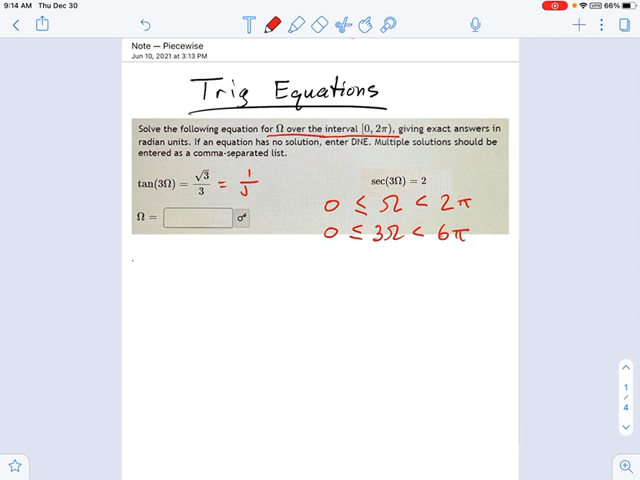 9:14 AM Thu Dec 30
66%
Note — Piecewise
Jun 10, 2021 at 3:13 PM
Trig Equations
Solve the following equation for Ω over the interval [0, 2π), giving exact answers in
radian units. If an equation has no solution, enter DNE. Multiple solutions should be
entered as a comma-separated list.
tan(3Ω) = √3/3 = 1/
sec(3Ω) = 2
Ω =
0 ≤ Ω < 2π
0 ≤ 3Ω < 6π
1
/
4